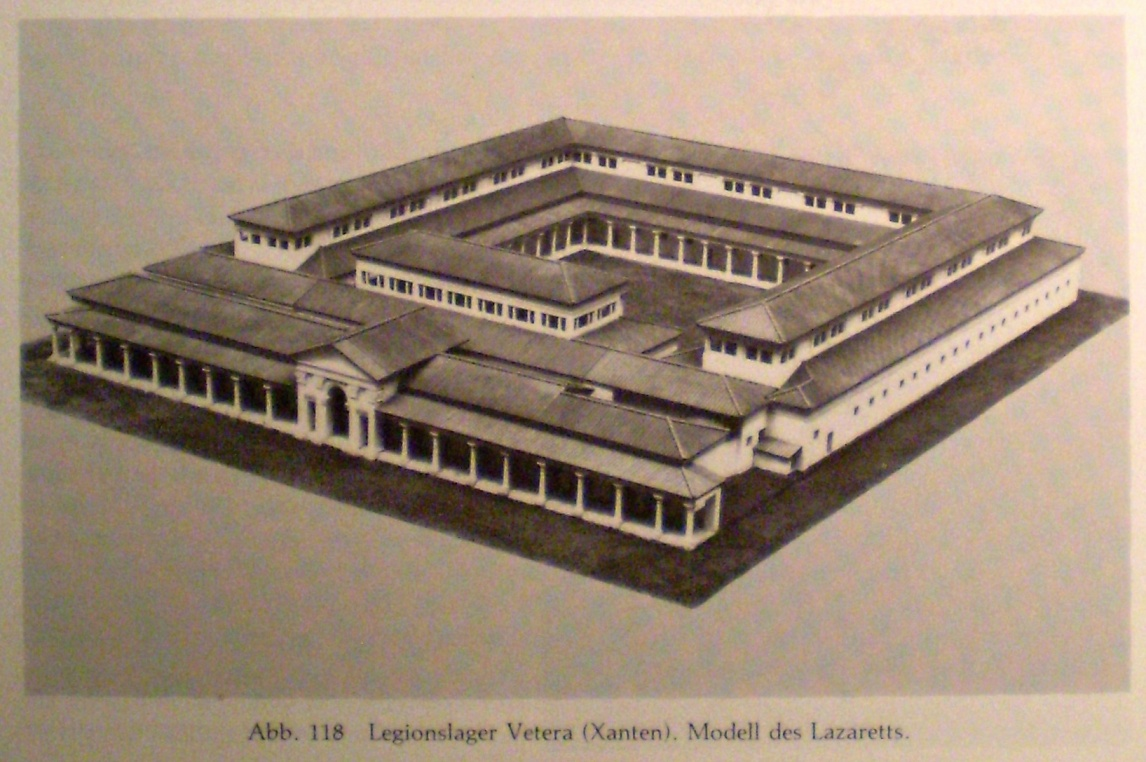 Abb. 118 Legionslager Vetera (Xanten). Modell des Lazaretts.